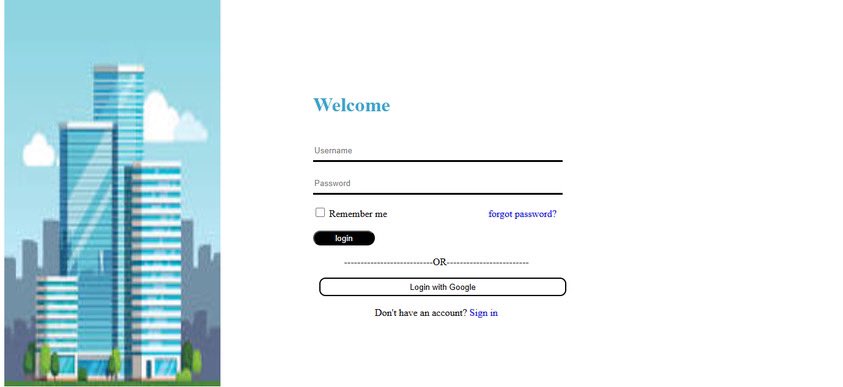 Welcome
Username
Password
Remember me forgot password?
login
---------------------------OR-------------------------
Login with Google
Don't have an account? Sign in